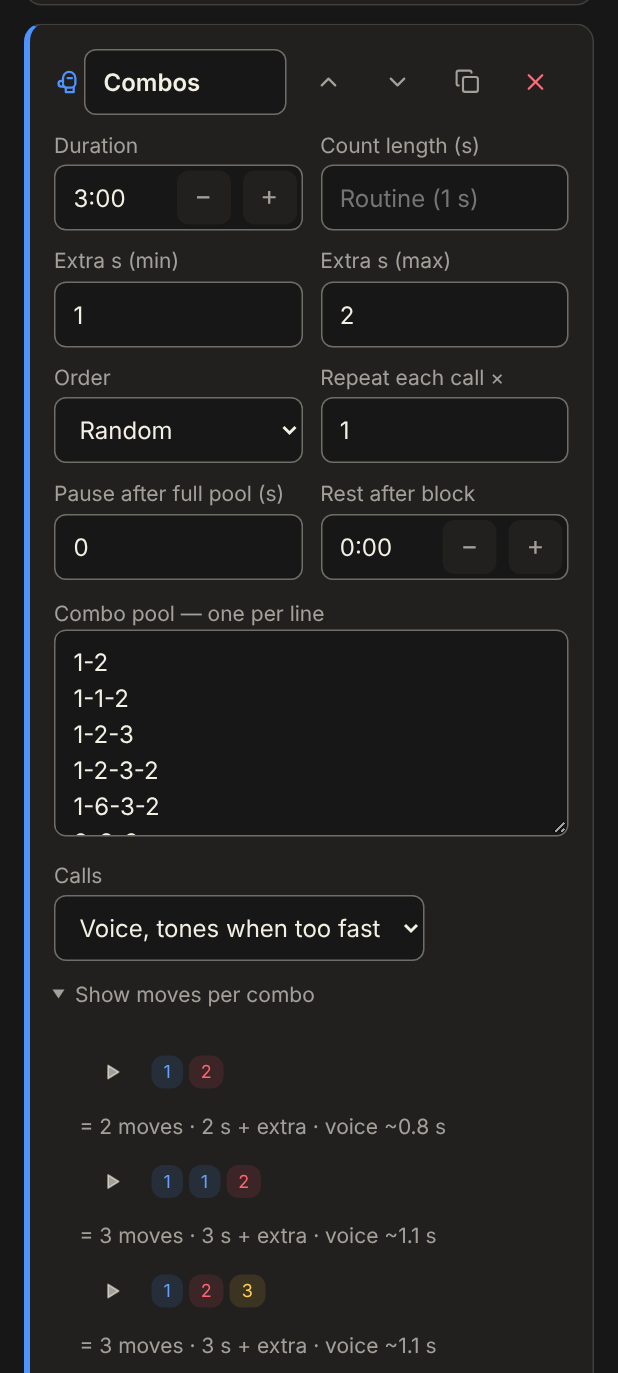 Combos
Duration
Count length (s)
3:00 − +
Routine (1 s)
Extra s (min)
Extra s (max)
1
2
Order
Repeat each call ×
Random
1
Pause after full pool (s)
Rest after block
0
0:00 − +
Combo pool — one per line
1-2
1-1-2
1-2-3
1-2-3-2
1-6-3-2
Calls
Voice, tones when too fast
Show moves per combo
1 2
= 2 moves · 2 s + extra · voice ~0.8 s
1 1 2
= 3 moves · 3 s + extra · voice ~1.1 s
1 2 3
= 3 moves · 3 s + extra · voice ~1.1 s